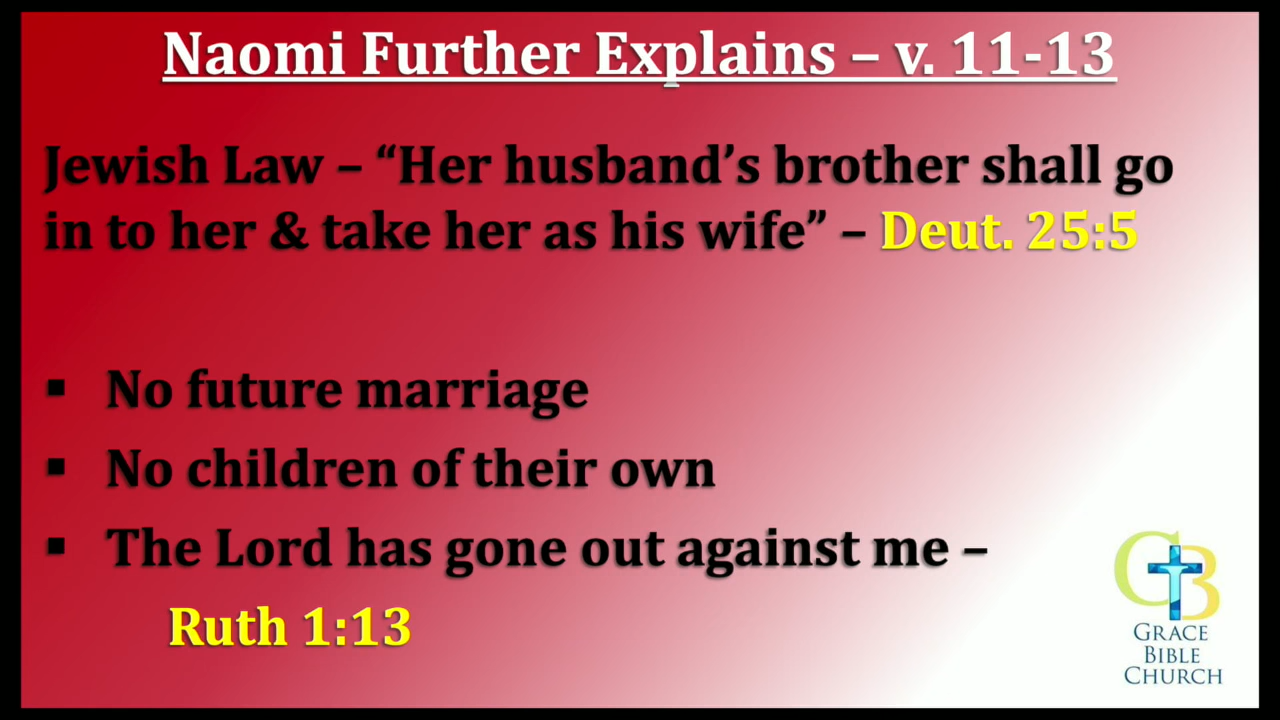 Naomi Further Explains – v. 11-13
Jewish Law – “Her husband’s brother shall go
in to her & take her as his wife” – Deut. 25:5
▪ No future marriage
▪ No children of their own
▪ The Lord has gone out against me –
Ruth 1:13
GB
GRACE
BIBLE
CHURCH